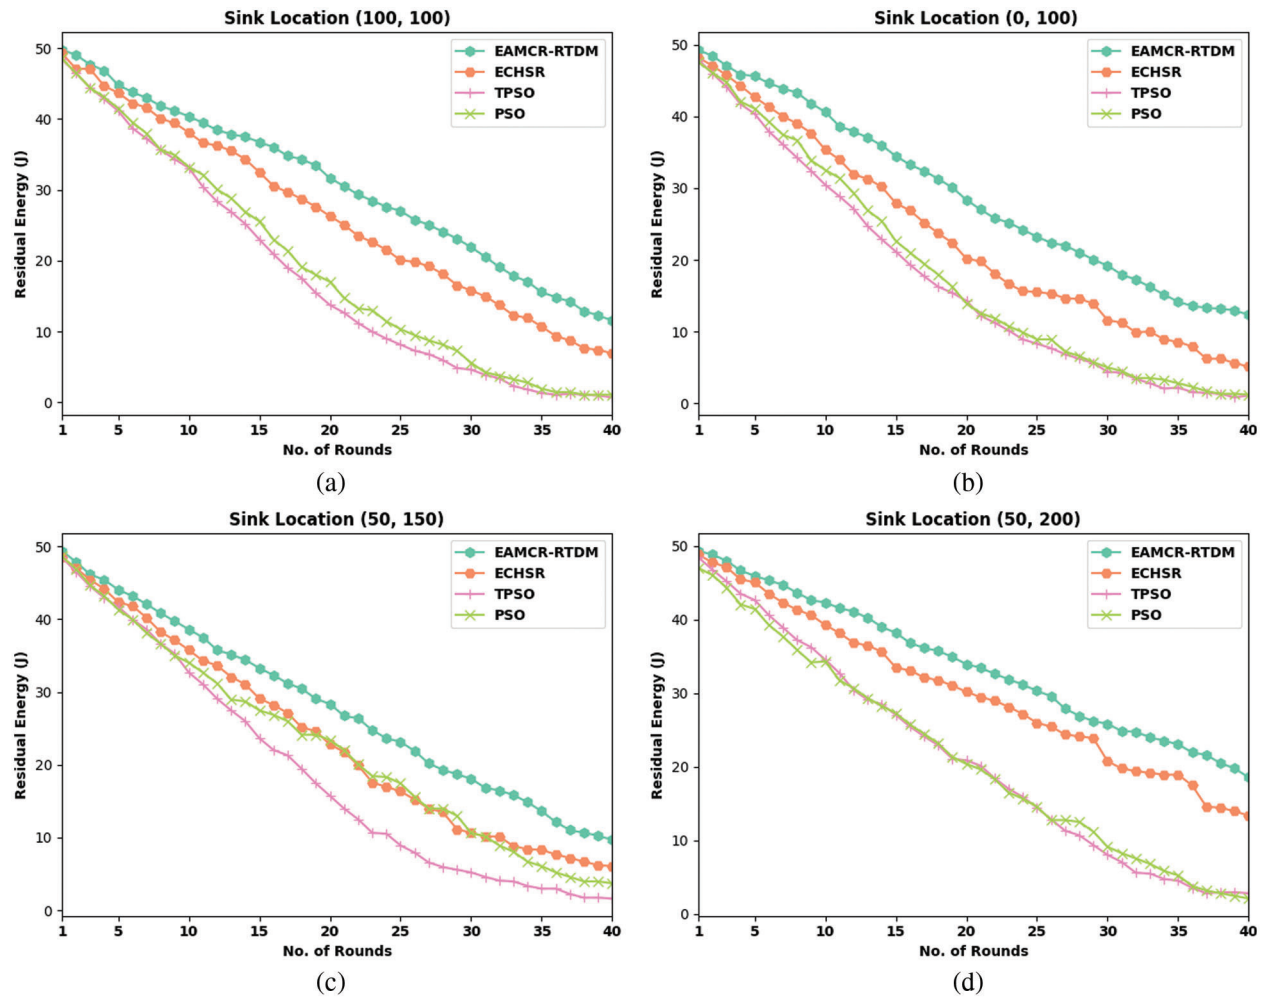 Sink Location (100, 100)
50
40
30
20
10
0
Residual Energy (J)
EAMCR-RTDM
ECHSR
TPSO
PSO
1 5 10 15 20 25 30 35 40
No. of Rounds
(a)
Sink Location (0, 100)
50
40
30
20
10
0
Residual Energy (J)
EAMCR-RTDM
ECHSR
TPSO
PSO
1 5 10 15 20 25 30 35 40
No. of Rounds
(b)
Sink Location (50, 150)
50
40
30
20
10
0
Residual Energy (J)
EAMCR-RTDM
ECHSR
TPSO
PSO
1 5 10 15 20 25 30 35 40
No. of Rounds
(c)
Sink Location (50, 200)
50
40
30
20
10
0
Residual Energy (J)
EAMCR-RTDM
ECHSR
TPSO
PSO
1 5 10 15 20 25 30 35 40
No. of Rounds
(d)